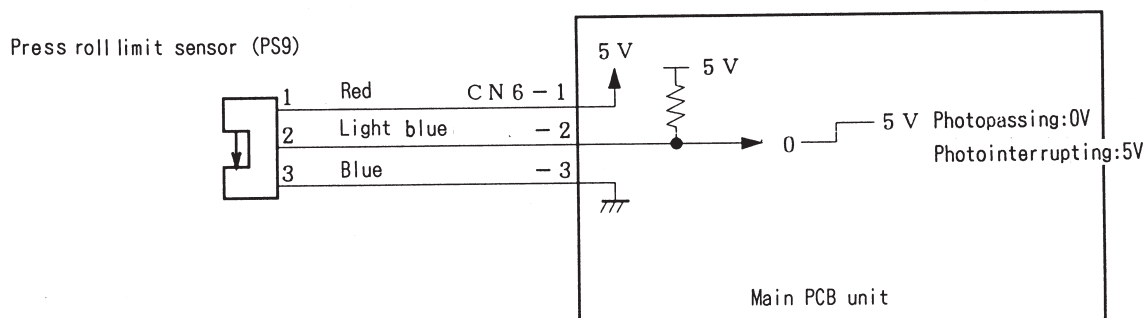 Press roll limit sensor (PS9)
5 V
5 V
1 Red CN6-1
2 Light blue -2
0 5 V Photopassing:0V
Photointerrupting:5V
3 Blue -3
Main PCB unit